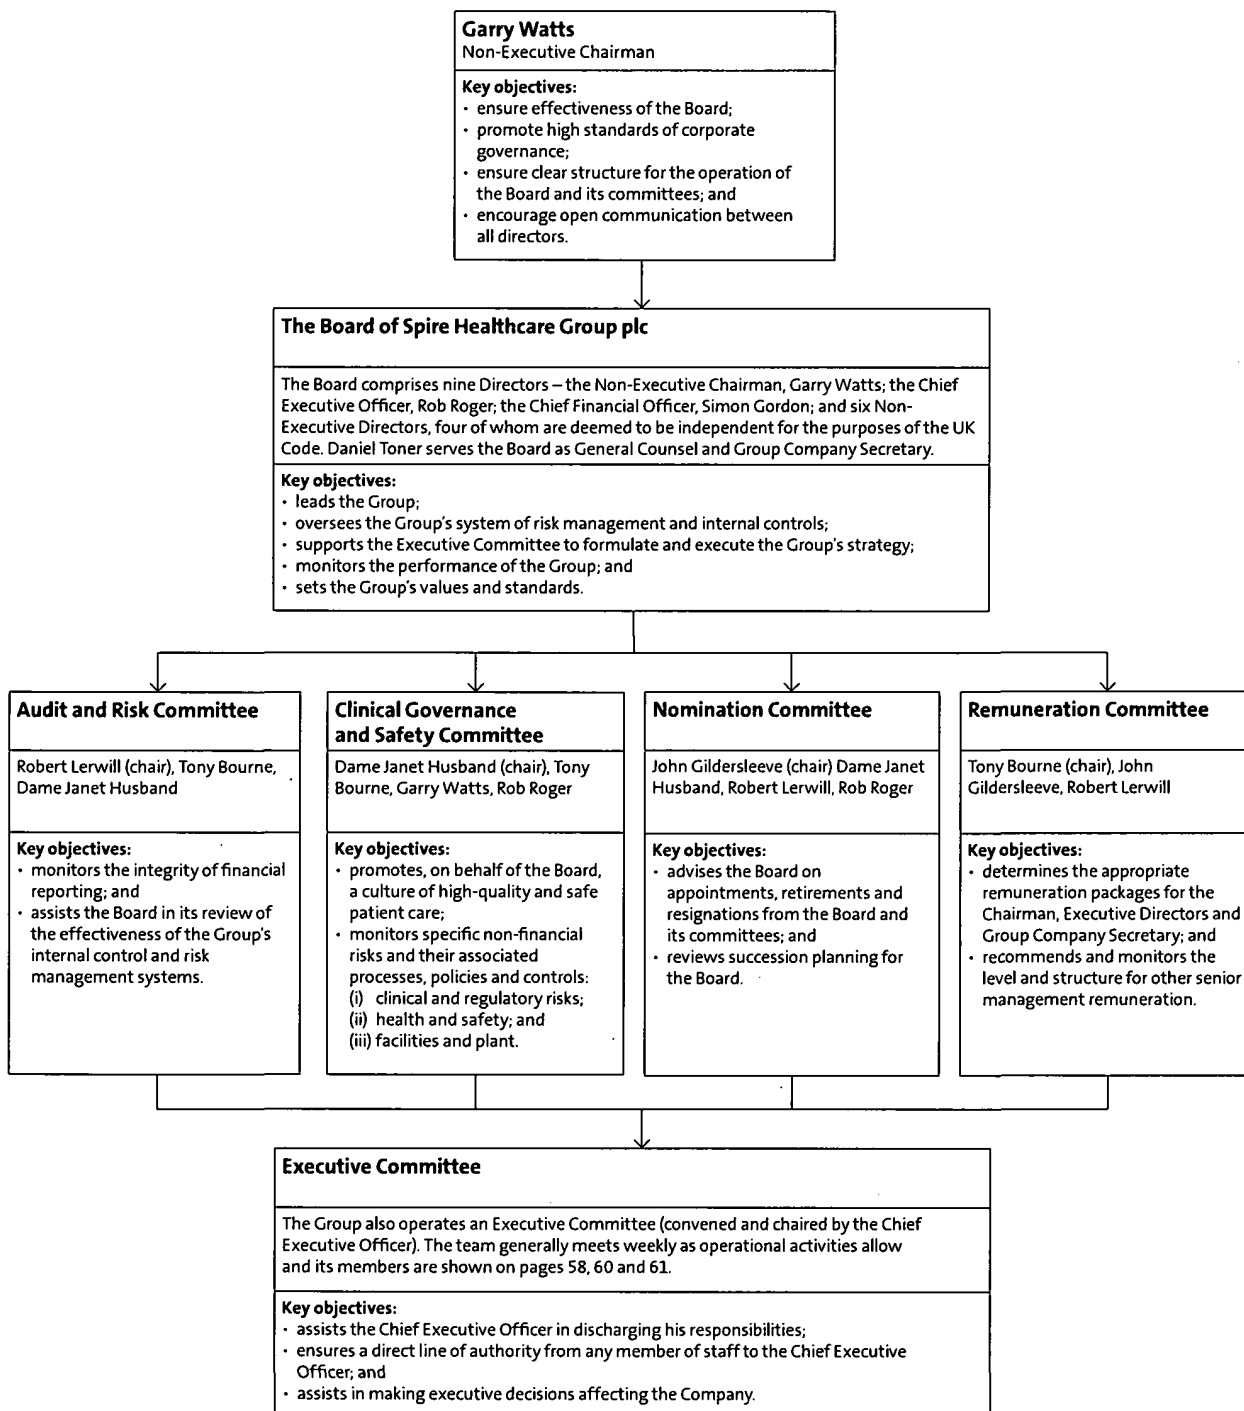 Garry Watts
Non-Executive Chairman
Key objectives:
· ensure effectiveness of the Board;
· promote high standards of corporate
governance;
· ensure clear structure for the operation of
the Board and its committees; and
· encourage open communication between
all directors.
The Board of Spire Healthcare Group plc
The Board comprises nine Directors – the Non-Executive Chairman, Garry Watts; the Chief
Executive Officer, Rob Roger; the Chief Financial Officer, Simon Gordon; and six Non-
Executive Directors, four of whom are deemed to be independent for the purposes of the UK
Code. Daniel Toner serves the Board as General Counsel and Group Company Secretary.
Key objectives:
· leads the Group;
· oversees the Group's system of risk management and internal controls;
· supports the Executive Committee to formulate and execute the Group's strategy;
· monitors the performance of the Group; and
· sets the Group's values and standards.
Audit and Risk Committee
Robert Lerwill (chair), Tony Bourne,
Dame Janet Husband
Key objectives:
· monitors the integrity of financial
reporting; and
· assists the Board in its review of
the effectiveness of the Group's
internal control and risk
management systems.
Clinical Governance
and Safety Committee
Dame Janet Husband (chair), Tony
Bourne, Garry Watts, Rob Roger
Key objectives:
· promotes, on behalf of the Board,
a culture of high-quality and safe
patient care;
· monitors specific non-financial
risks and their associated
processes, policies and controls:
(i) clinical and regulatory risks;
(ii) health and safety; and
(iii) facilities and plant.
Nomination Committee
John Gildersleeve (chair) Dame Janet
Husband, Robert Lerwill, Rob Roger
Key objectives:
· advises the Board on
appointments, retirements and
resignations from the Board and
its committees; and
· reviews succession planning for
the Board.
Remuneration Committee
Tony Bourne (chair), John
Gildersleeve, Robert Lerwill
Key objectives:
· determines the appropriate
remuneration packages for the
Chairman, Executive Directors and
Group Company Secretary; and
· recommends and monitors the
level and structure for other senior
management remuneration.
Executive Committee
The Group also operates an Executive Committee (convened and chaired by the Chief
Executive Officer). The team generally meets weekly as operational activities allow
and its members are shown on pages 58, 60 and 61.
Key objectives:
· assists the Chief Executive Officer in discharging his responsibilities;
· ensures a direct line of authority from any member of staff to the Chief Executive
Officer; and
· assists in making executive decisions affecting the Company.